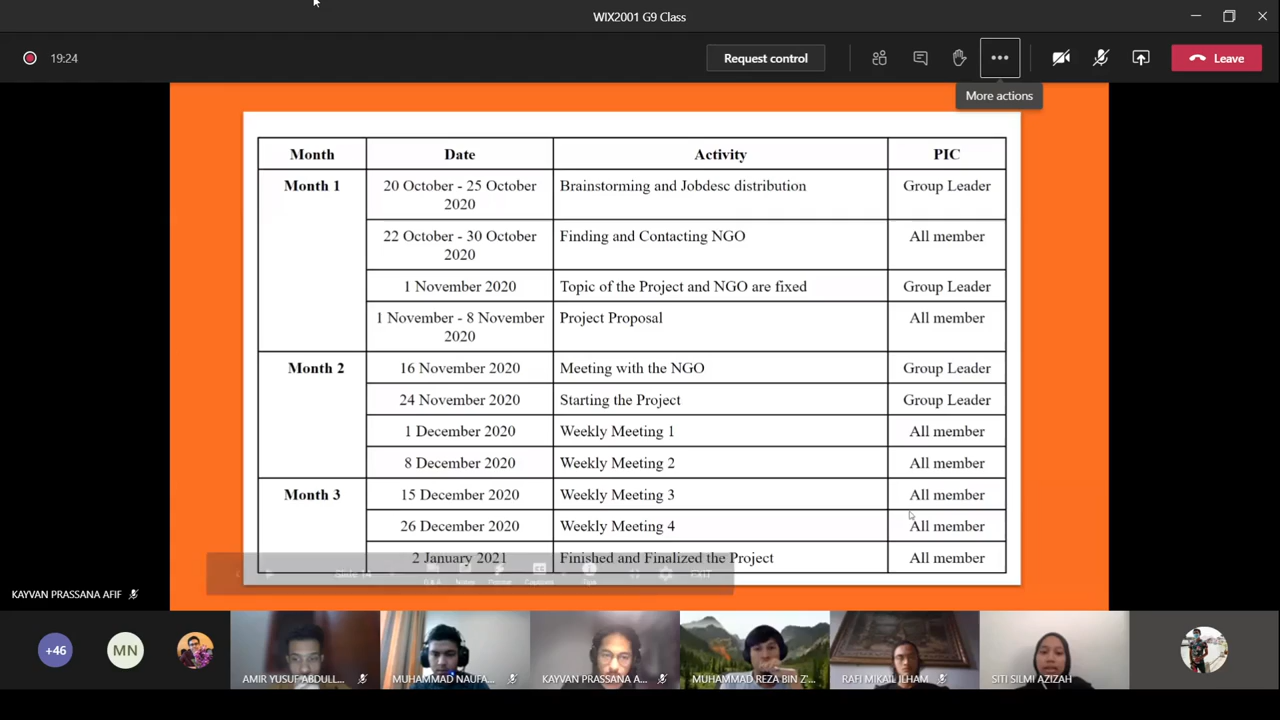 WIX2001 G9 Class
19:24
Request control
Leave
More actions
Month Date Activity PIC
Month 1 20 October - 25 October Brainstorming and Jobdesc distribution Group Leader
2020
22 October - 30 October Finding and Contacting NGO All member
2020
1 November 2020 Topic of the Project and NGO are fixed Group Leader
1 November - 8 November Project Proposal All member
2020
Month 2 16 November 2020 Meeting with the NGO Group Leader
24 November 2020 Starting the Project Group Leader
1 December 2020 Weekly Meeting 1 All member
8 December 2020 Weekly Meeting 2 All member
Month 3 15 December 2020 Weekly Meeting 3 All member
26 December 2020 Weekly Meeting 4 All member
2 January 2021 Finished and Finalized the Project All member
Slide 14 EXIT
Q & A Notes Captions Tips
KAYVAN PRASSANA AFIF
+46 MN
AMIR YUSUF ABDULL... MUHAMMAD NAUFA... KAYVAN PRASSANA A... MUHAMMAD REZA BIN Z'... RAFI MIKAIL ILHAM SITI SILMI AZIZAH